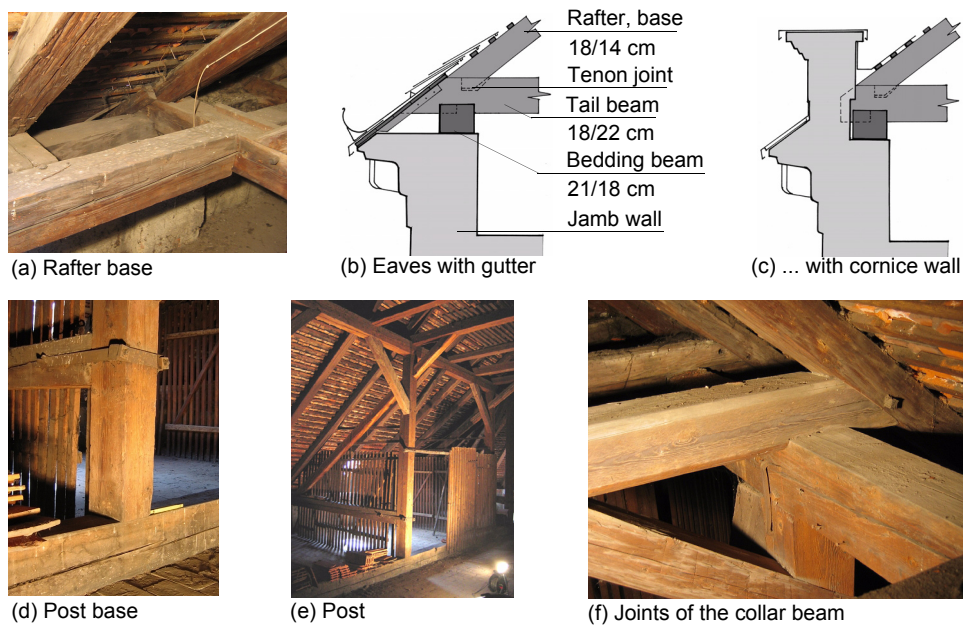 Rafter, base
18/14 cm
Tenon joint
Tail beam
18/22 cm
Bedding beam
21/18 cm
Jamb wall
(a) Rafter base
(b) Eaves with gutter
(c) ... with cornice wall
(d) Post base
(e) Post
(f) Joints of the collar beam